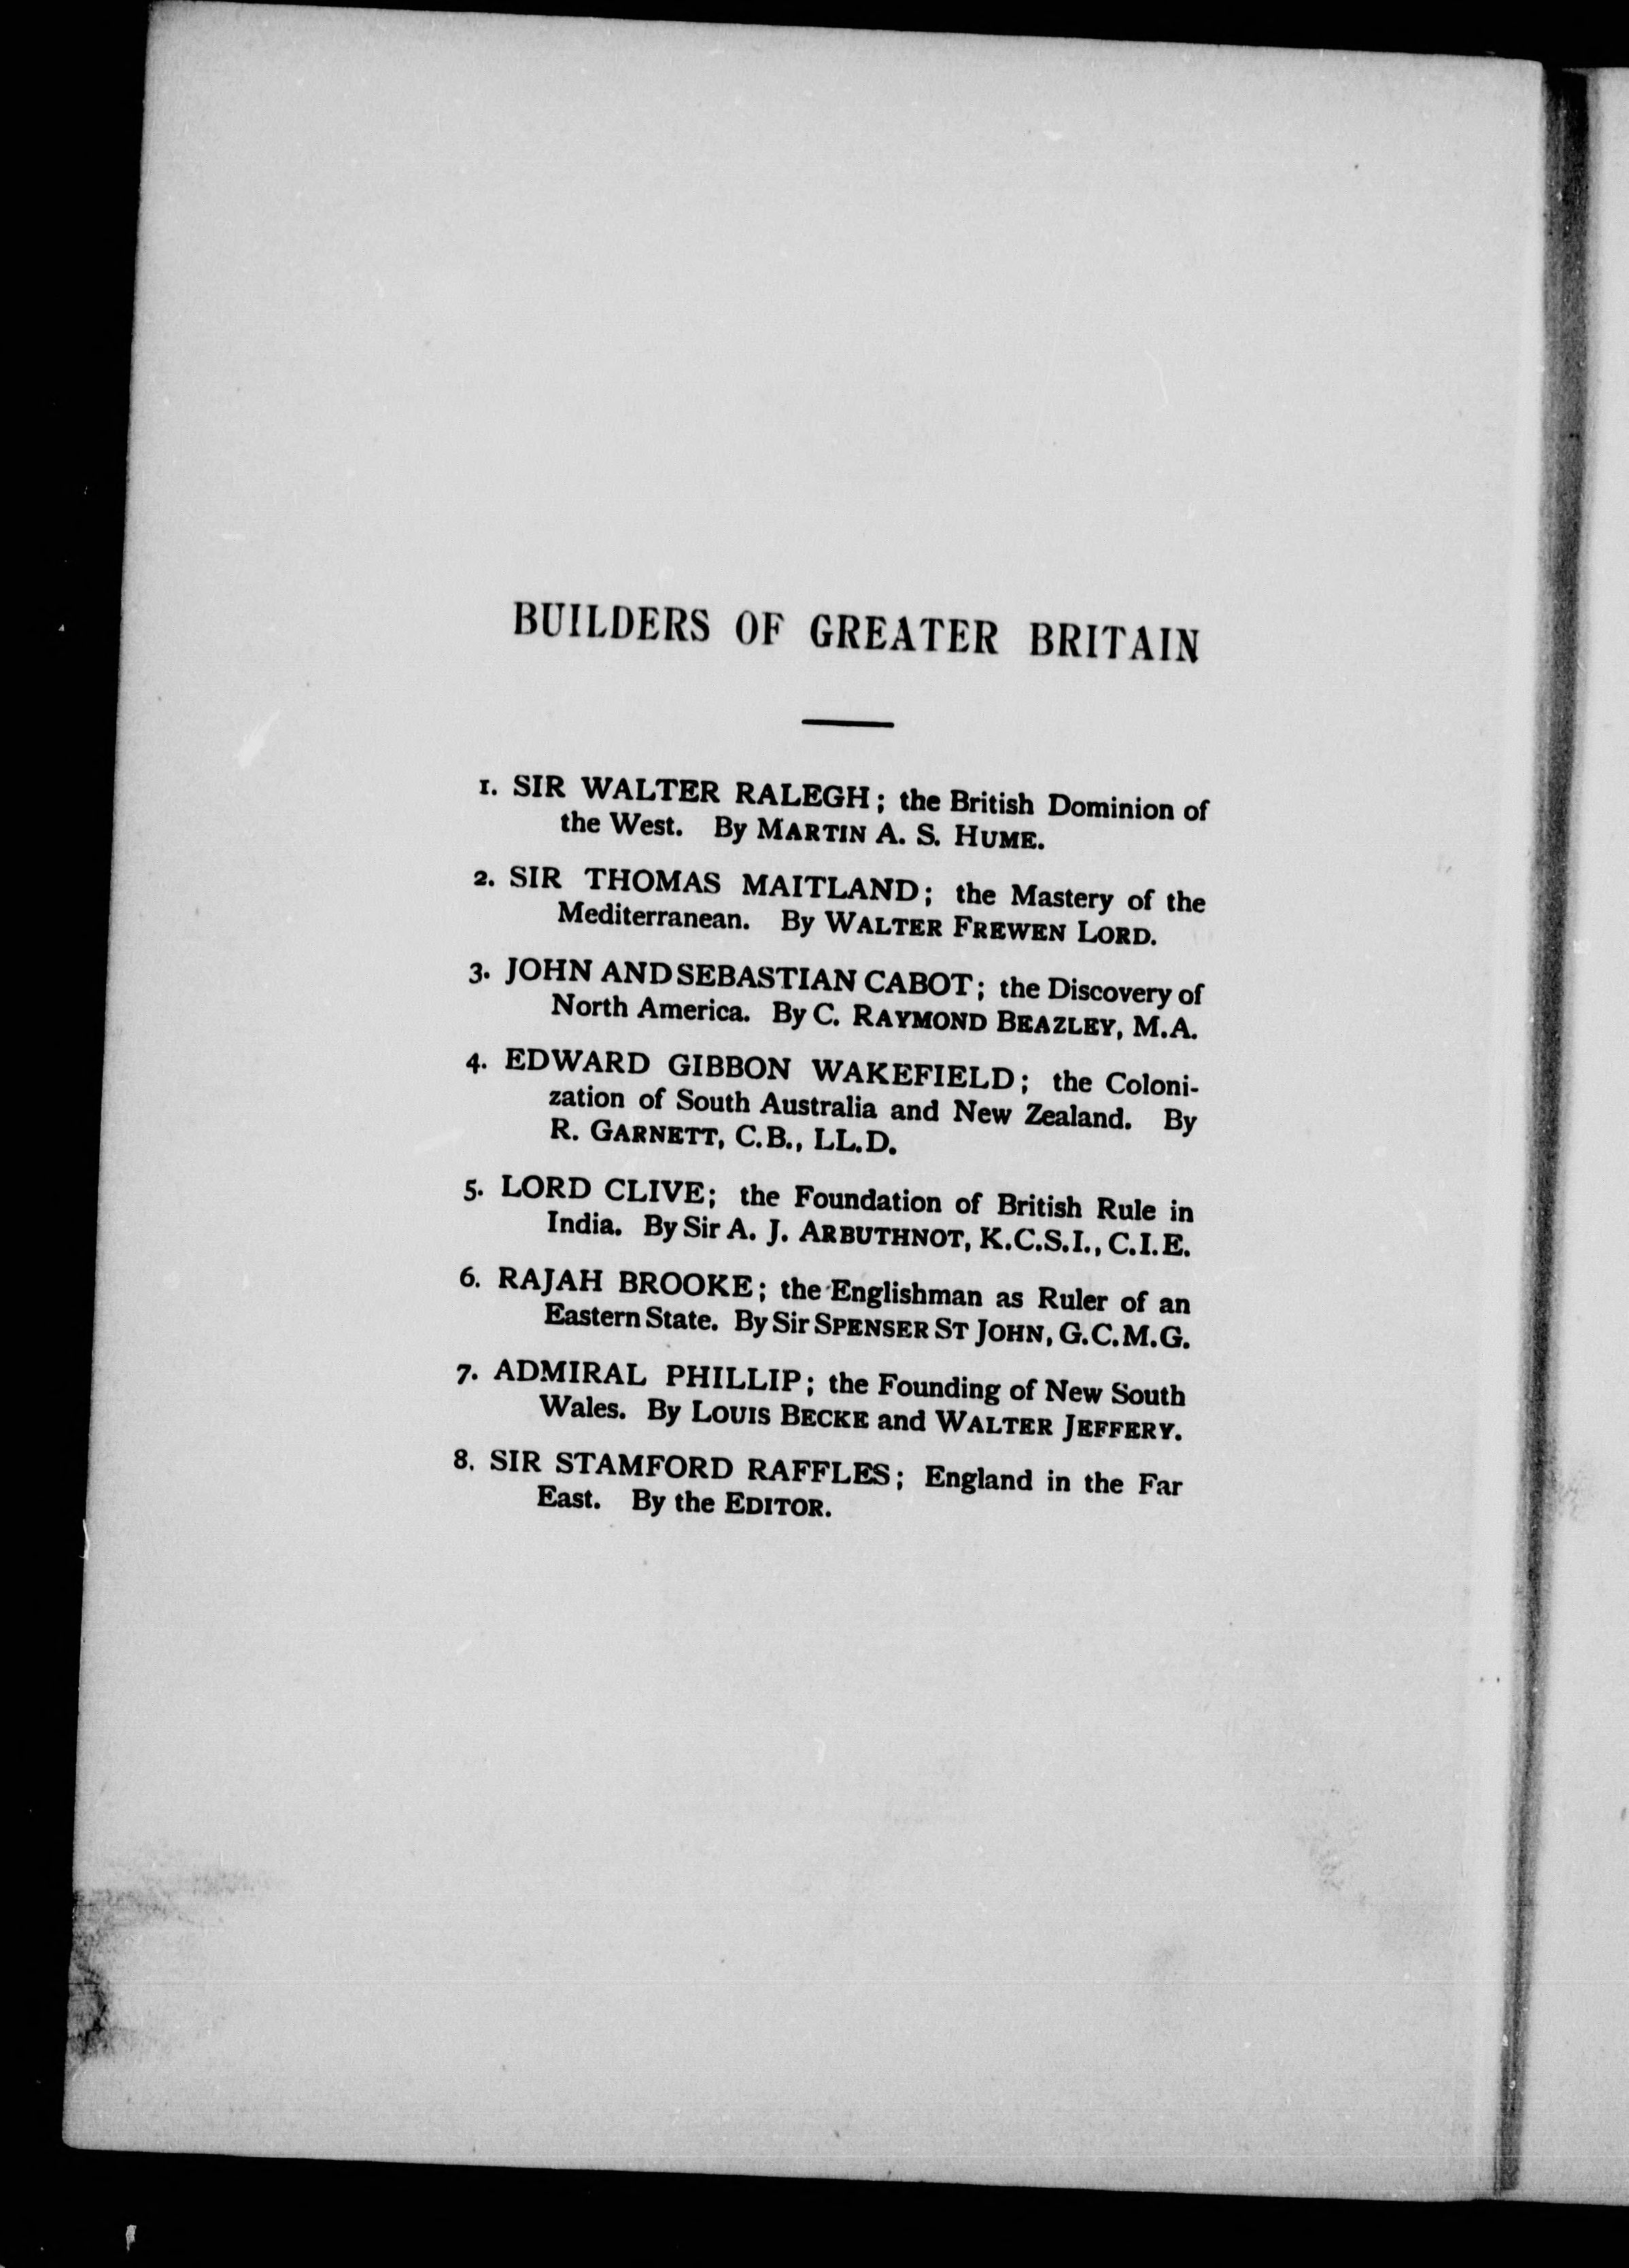 BUILDERS OF GREATER BRITAIN
1. SIR WALTER RALEGH; the British Dominion of
the West. By MARTIN A. S. HUME.
2. SIR THOMAS MAITLAND; the Mastery of the
Mediterranean. By WALTER FREWEN LORD.
3. JOHN AND SEBASTIAN CABOT; the Discovery of
North America. By C. RAYMOND BEAZLEY, M.A.
4. EDWARD GIBBON WAKEFIELD; the Coloni-
zation of South Australia and New Zealand. By
R. GARNETT, C.B., LL.D.
5. LORD CLIVE; the Foundation of British Rule in
India. By Sir A. J. ARBUTHNOT, K.C.S.I., C.I.E.
6. RAJAH BROOKE; the Englishman as Ruler of an
Eastern State. By Sir SPENSER ST JOHN, G.C.M.G.
7. ADMIRAL PHILLIP; the Founding of New South
Wales. By LOUIS BECKE and WALTER JEFFERY.
8. SIR STAMFORD RAFFLES; England in the Far
East. By the EDITOR.